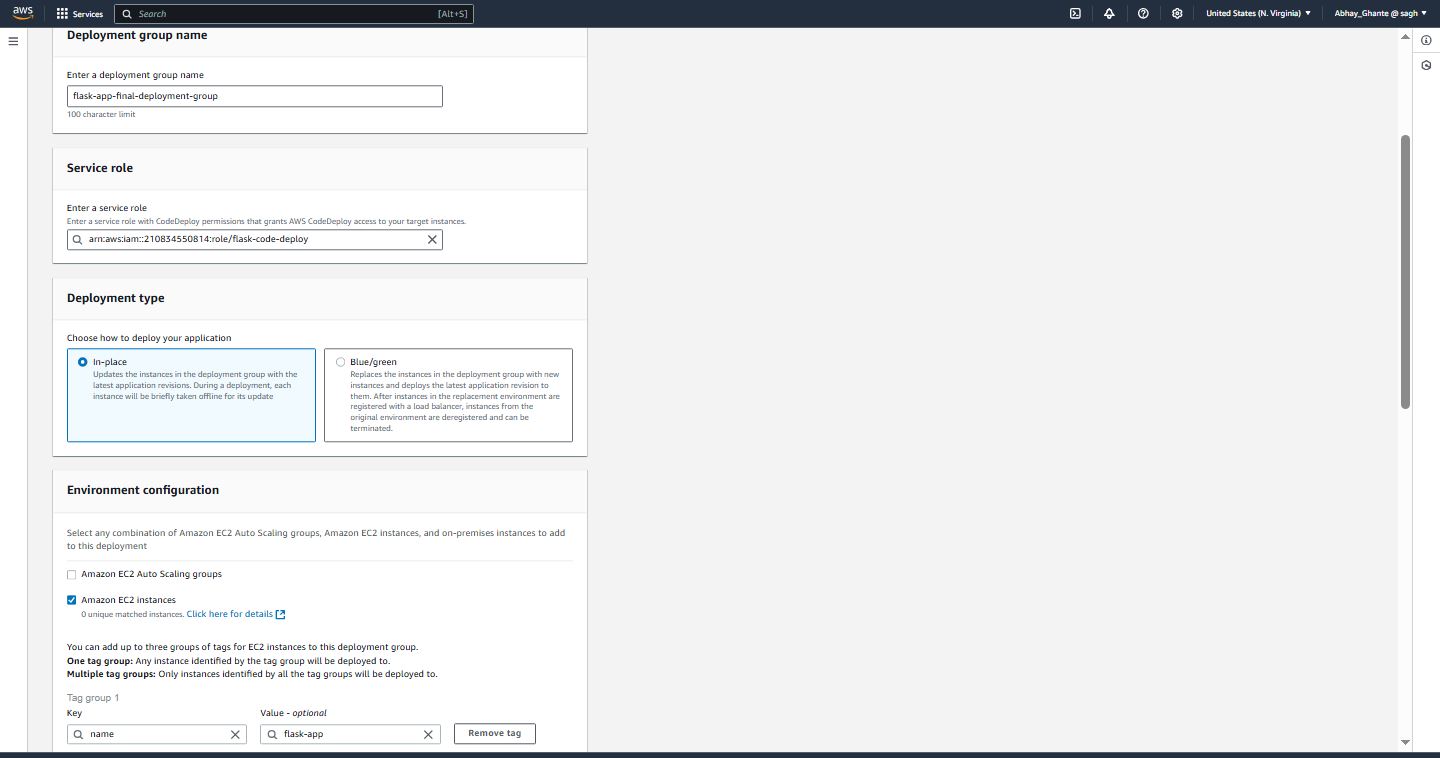 aws
Services
Search
[Alt+S]
United States (N. Virginia)
Abhay_Ghante @ sagh
Deployment group name
Enter a deployment group name
flask-app-final-deployment-group
100 character limit
Service role
Enter a service role
Enter a service role with CodeDeploy permissions that grants AWS CodeDeploy access to your target instances.
arn:aws:iam::210834550814:role/flask-code-deploy
Deployment type
Choose how to deploy your application
In-place
Updates the instances in the deployment group with the
latest application revisions. During a deployment, each
instance will be briefly taken offline for its update
Blue/green
Replaces the instances in the deployment group with new
instances and deploys the latest application revision to
them. After instances in the replacement environment are
registered with a load balancer, instances from the
original environment are deregistered and can be
terminated.
Environment configuration
Select any combination of Amazon EC2 Auto Scaling groups, Amazon EC2 instances, and on-premises instances to add
to this deployment
Amazon EC2 Auto Scaling groups
Amazon EC2 instances
0 unique matched instances. Click here for details
You can add up to three groups of tags for EC2 instances to this deployment group.
One tag group: Any instance identified by the tag group will be deployed to.
Multiple tag groups: Only instances identified by all the tag groups will be deployed to.
Tag group 1
Key
Value - optional
name
flask-app
Remove tag